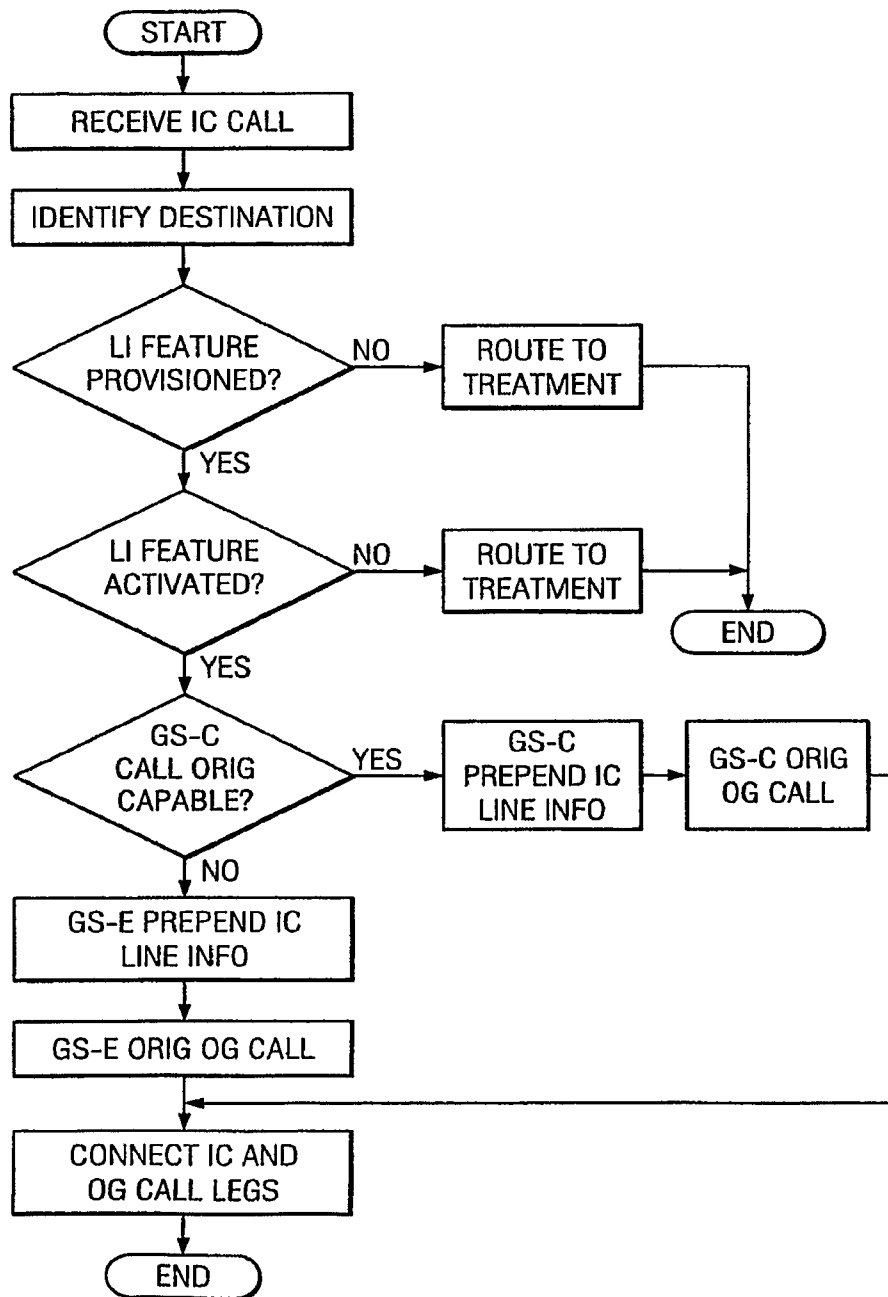 START
RECEIVE IC CALL
IDENTIFY DESTINATION
LI FEATURE
PROVISIONED?
NO
ROUTE TO
TREATMENT
YES
LI FEATURE
ACTIVATED?
NO
ROUTE TO
TREATMENT
END
YES
GS-C
CALL ORIG
CAPABLE?
YES
GS-C
PREPEND IC
LINE INFO
GS-C ORIG
OG CALL
NO
GS-E PREPEND IC
LINE INFO
GS-E ORIG OG CALL
CONNECT IC AND
OG CALL LEGS
END